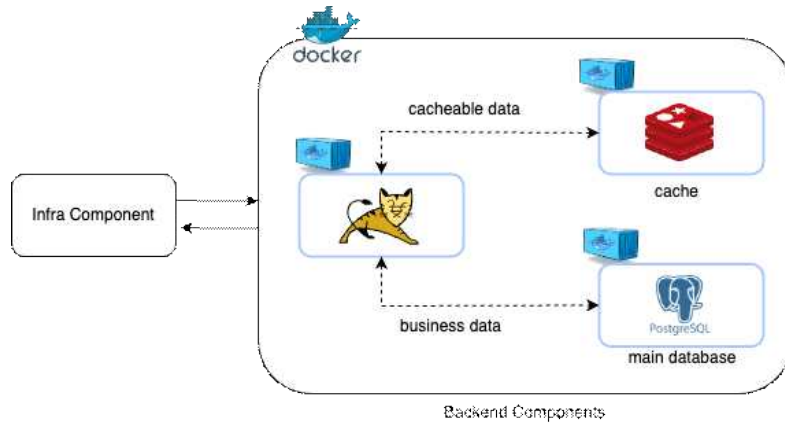 docker
cacheable data
cache
Infra Component
business data
PostgreSQL
main database
Backend Components